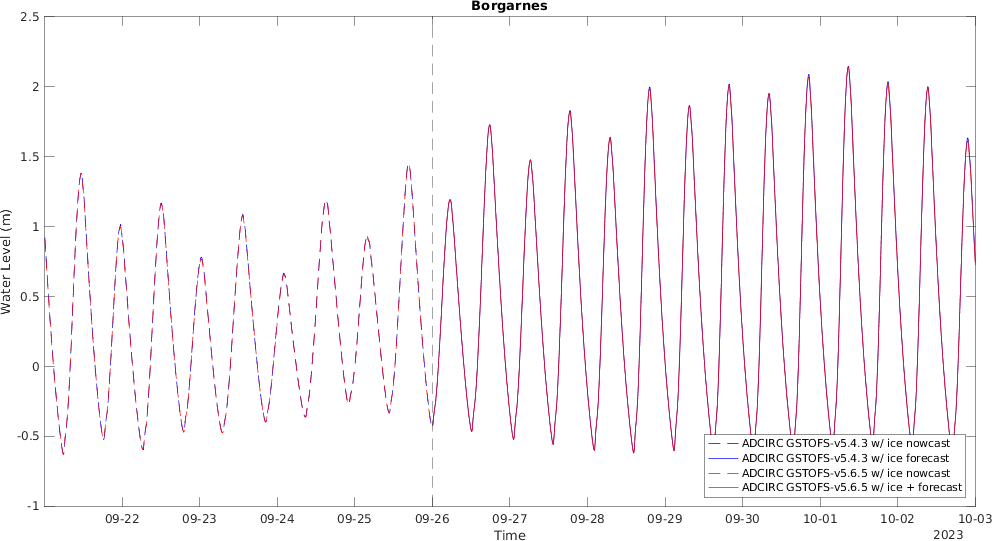 Borgarnes
2.5
2
1.5
1
0.5
0
-0.5
-1
Water Level (m)
ADCIRC GSTOFS-v5.4.3 w/ ice nowcast
ADCIRC GSTOFS-v5.4.3 w/ ice forecast
ADCIRC GSTOFS-v5.6.5 w/ ice nowcast
ADCIRC GSTOFS-v5.6.5 w/ ice + forecast
09-22 09-23 09-24 09-25 09-26 09-27 09-28 09-29 09-30 10-01 10-02 10-03
Time
2023